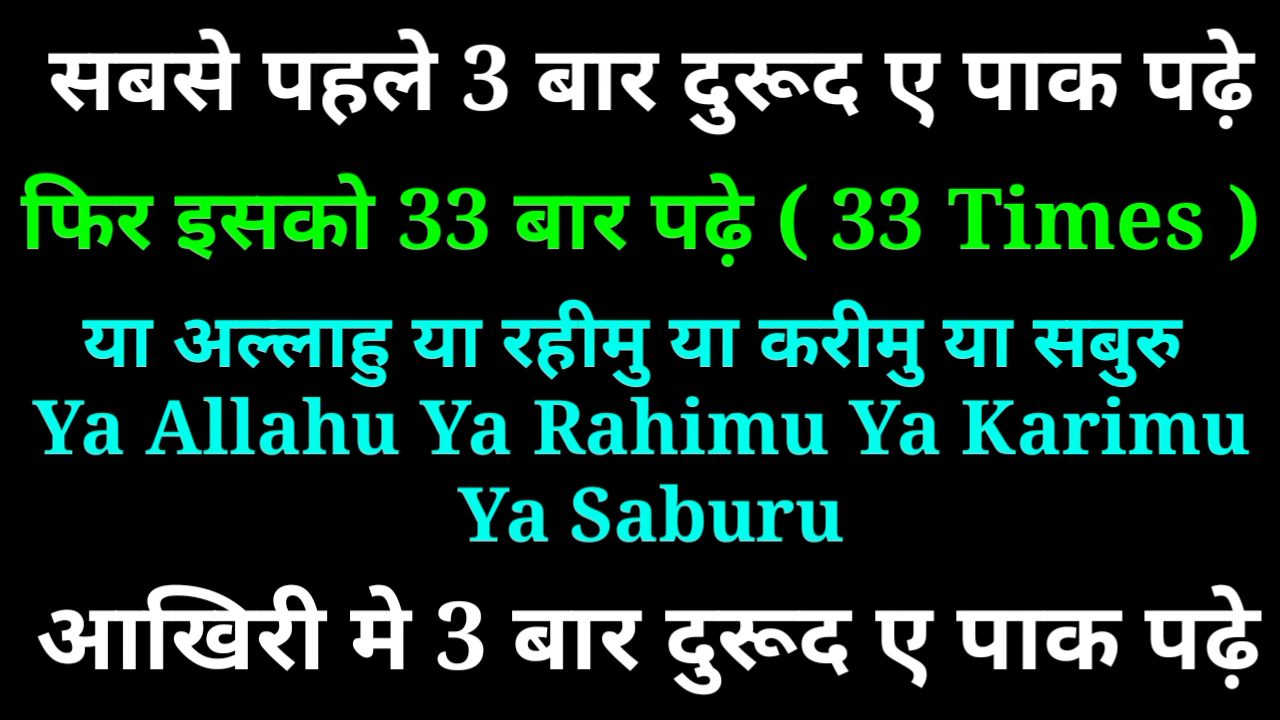 सबसे पहले 3 बार दुरूद ए पाक पढ़े
फिर इसको 33 बार पढ़े ( 33 Times )
या अल्लाहु या रहीमु या करीमु या सबुरु
Ya Allahu Ya Rahimu Ya Karimu
Ya Saburu
आखिरी मे 3 बार दुरूद ए पाक पढ़े